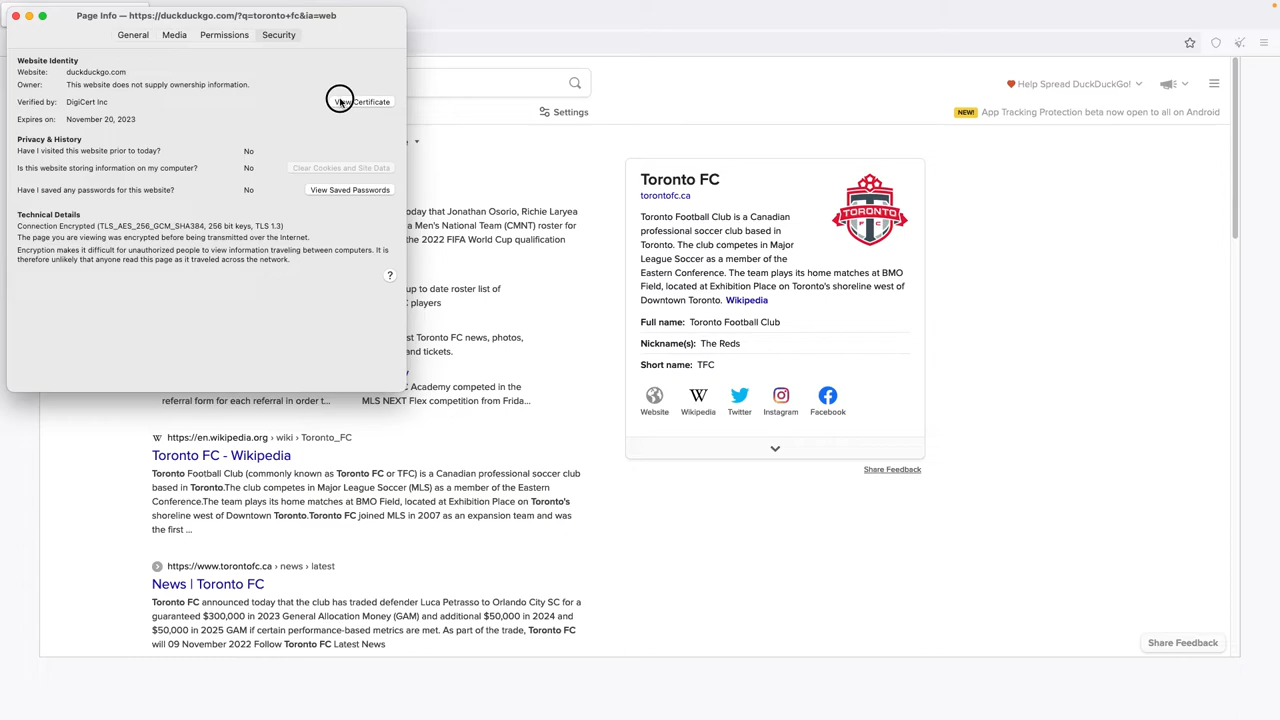 Page Info — https://duckduckgo.com/?q=toronto+fc&ia=web
General Media Permissions Security
Website Identity
Website: duckduckgo.com
Owner: This website does not supply ownership information.
Verified by: DigiCert Inc
View Certificate
Expires on: November 20, 2023
Privacy & History
Have I visited this website prior to today? No
Is this website storing information on my computer? No Clear Cookies and Site Data
Have I saved any passwords for this website? No View Saved Passwords
Technical Details
Connection Encrypted (TLS_AES_256_GCM_SHA384, 256 bit keys, TLS 1.3)
The page you are viewing was encrypted before being transmitted over the Internet.
Encryption makes it difficult for unauthorized people to view information traveling between computers. It is
therefore unlikely that anyone read this page as it traveled across the network.
?
Help Spread DuckDuckGo!
Settings
NEW! App Tracking Protection beta now open to all on Android
oday that Jonathan Osorio, Richie Laryea
a Men's National Team (CMNT) roster for
the 2022 FIFA World Cup qualification
up to date roster list of
C players
st Toronto FC news, photos,
and tickets.
C Academy competed in the
referral form for each referral in order t... MLS NEXT Flex competition from Frida...
W https://en.wikipedia.org › wiki › Toronto_FC
Toronto FC - Wikipedia
Toronto Football Club (commonly known as Toronto FC or TFC) is a Canadian professional soccer club
based in Toronto.The club competes in Major League Soccer (MLS) as a member of the Eastern
Conference.The team plays its home matches at BMO Field, located at Exhibition Place on Toronto's
shoreline west of Downtown Toronto.Toronto FC joined MLS in 2007 as an expansion team and was
the first ...
https://www.torontofc.ca › news › latest
News | Toronto FC
Toronto FC announced today that the club has traded defender Luca Petrasso to Orlando City SC for a
guaranteed $300,000 in 2023 General Allocation Money (GAM) and additional $50,000 in 2024 and
$50,000 in 2025 GAM if certain performance-based metrics are met. As part of the trade, Toronto FC
will 09 November 2022 Follow Toronto FC Latest News
Toronto FC
torontofc.ca
TORONTO
Toronto Football Club is a Canadian
professional soccer club based in
Toronto. The club competes in Major
League Soccer as a member of the
Eastern Conference. The team plays its home matches at BMO
Field, located at Exhibition Place on Toronto's shoreline west of
Downtown Toronto. Wikipedia
Full name: Toronto Football Club
Nickname(s): The Reds
Short name: TFC
W
Website Wikipedia Twitter Instagram Facebook
Share Feedback
Share Feedback